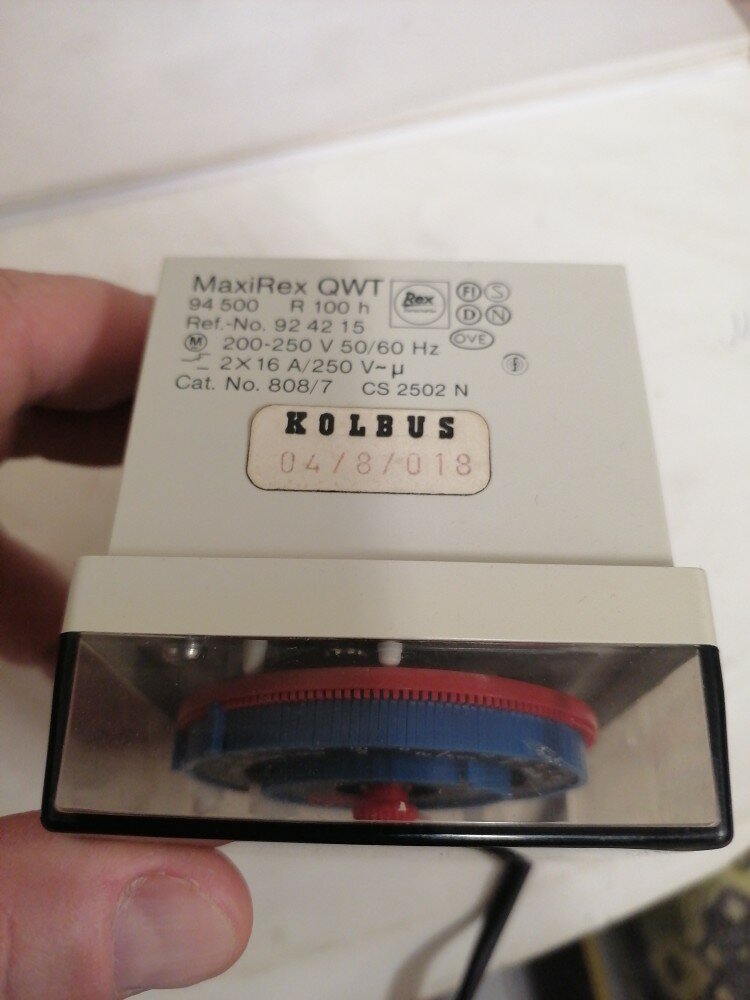 MaxiRex QWT
94 500 R 100 h
Ref.-No. 92 42 15
M 200-250 V 50/60 Hz
2×16 A/250 V~µ
Cat. No. 808/7 CS 2502 N
Rex
FI S
D N
OVE
KOLBUS
04/8/018